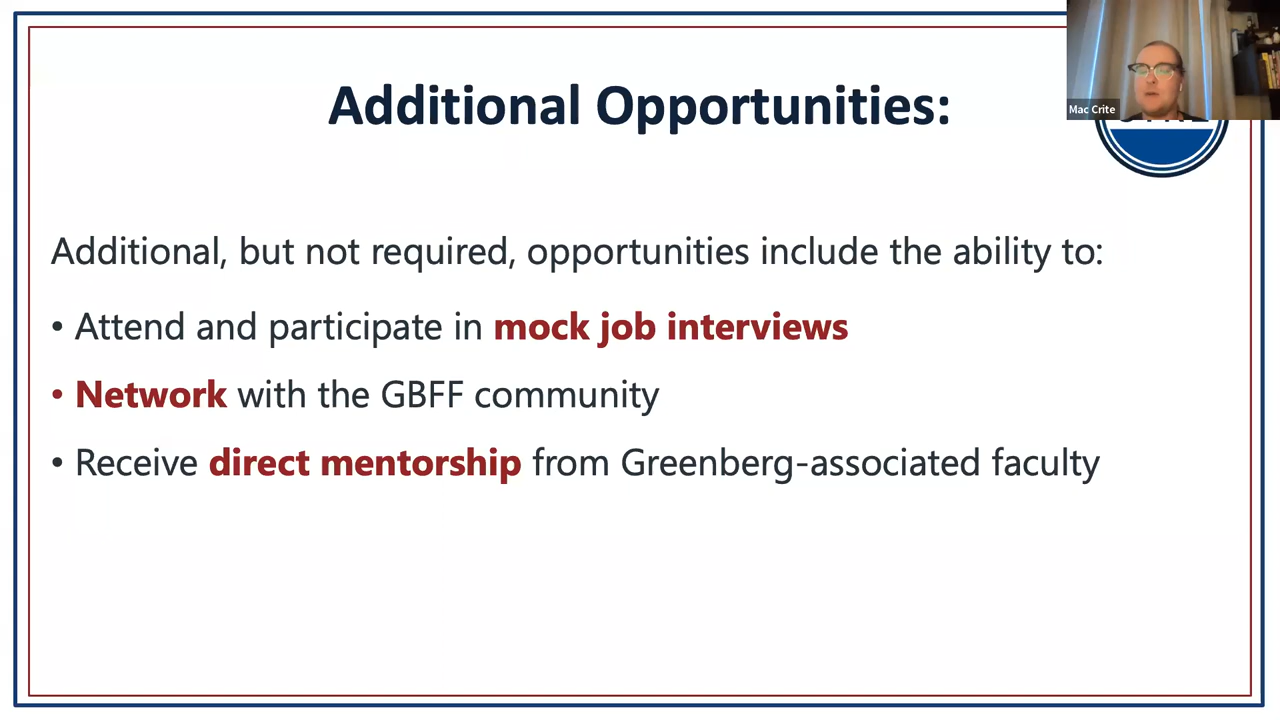 Additional Opportunities:
Mac Crite
Additional, but not required, opportunities include the ability to:
• Attend and participate in mock job interviews
• Network with the GBFF community
• Receive direct mentorship from Greenberg-associated faculty